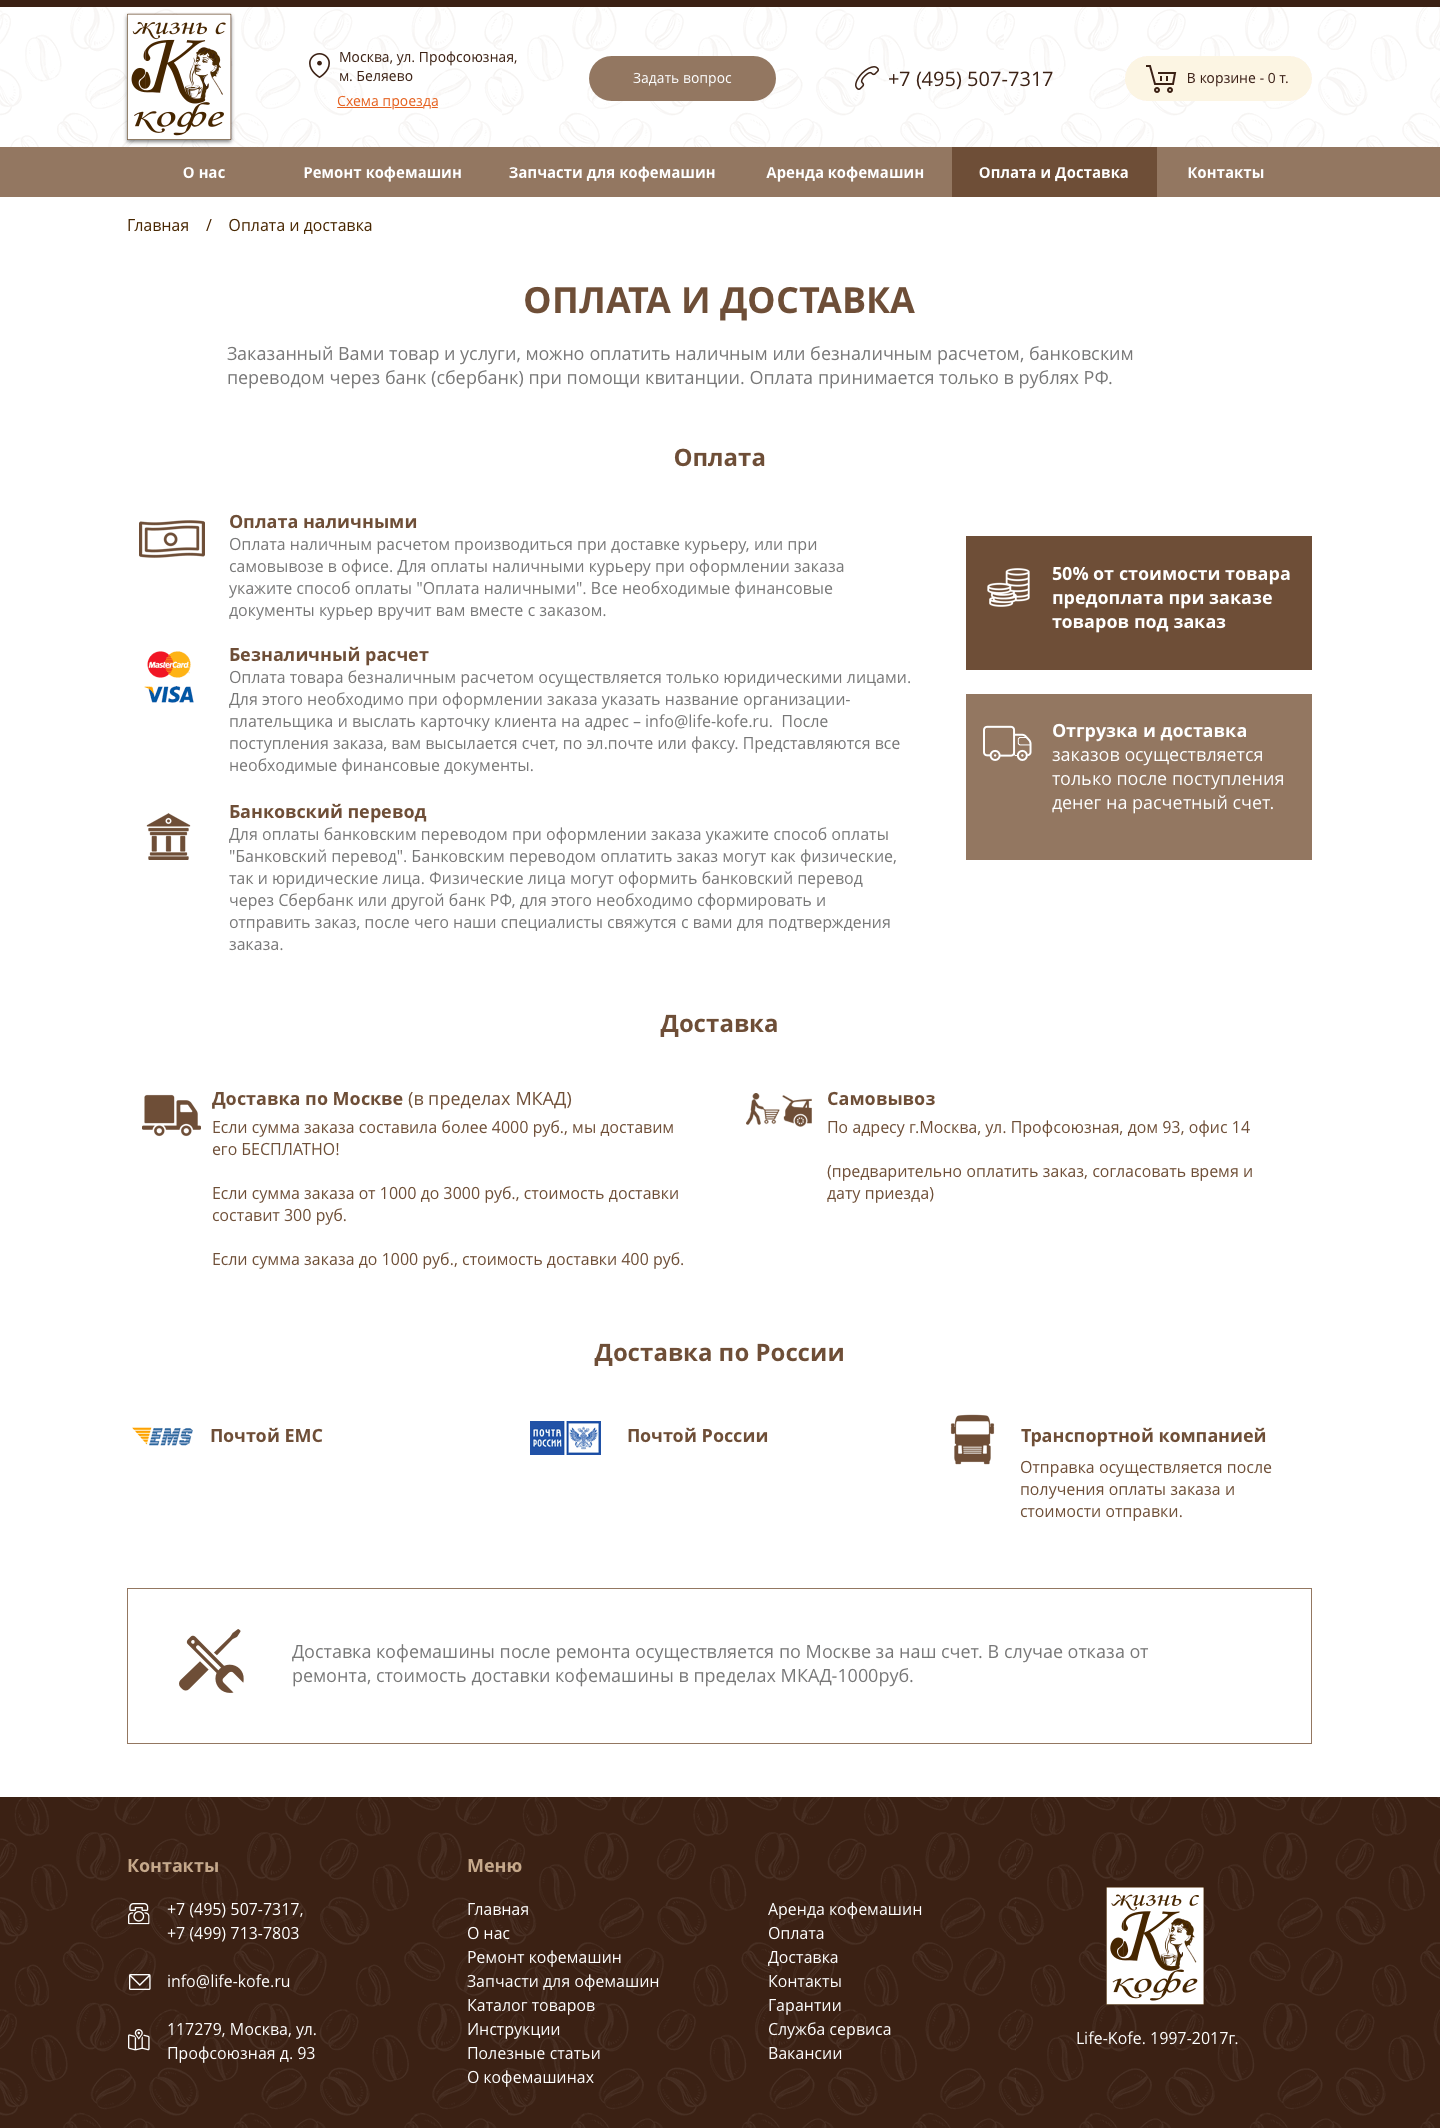 жизнь с
К
кофе
Москва, ул. Профсоюзная,
м. Беляево
Схема проезда
Задать вопрос
+7 (495) 507-7317
В корзине - 0 т.
О нас
Ремонт кофемашин
Запчасти для кофемашин
Аренда кофемашин
Оплата и Доставка
Контакты
Главная / Оплата и доставка
ОПЛАТА И ДОСТАВКА
Заказанный Вами товар и услуги, можно оплатить наличным или безналичным расчетом, банковским
переводом через банк (сбербанк) при помощи квитанции. Оплата принимается только в рублях РФ.
Оплата
Оплата наличными
Оплата наличным расчетом производиться при доставке курьеру, или при
самовывозе в офисе. Для оплаты наличными курьеру при оформлении заказа
укажите способ оплаты "Оплата наличными". Все необходимые финансовые
документы курьер вручит вам вместе с заказом.
MasterCard
VISA
Безналичный расчет
Оплата товара безналичным расчетом осуществляется только юридическими лицами.
Для этого необходимо при оформлении заказа указать название организации-
плательщика и выслать карточку клиента на адрес – info@life-kofe.ru.  После
поступления заказа, вам высылается счет, по эл.почте или факсу. Представляются все
необходимые финансовые документы.
Банковский перевод
Для оплаты банковским переводом при оформлении заказа укажите способ оплаты
"Банковский перевод". Банковским переводом оплатить заказ могут как физические,
так и юридические лица. Физические лица могут оформить банковский перевод
через Сбербанк или другой банк РФ, для этого необходимо сформировать и
отправить заказ, после чего наши специалисты свяжутся с вами для подтверждения
заказа.
50% от стоимости товара
предоплата при заказе
товаров под заказ
Отгрузка и доставка
заказов осуществляется
только после поступления
денег на расчетный счет.
Доставка
Доставка по Москве (в пределах МКАД)
Если сумма заказа составила более 4000 руб., мы доставим
его БЕСПЛАТНО!
Если сумма заказа от 1000 до 3000 руб., стоимость доставки
составит 300 руб.
Если сумма заказа до 1000 руб., стоимость доставки 400 руб.
Самовывоз
По адресу г.Москва, ул. Профсоюзная, дом 93, офис 14
(предварительно оплатить заказ, согласовать время и
дату приезда)
Доставка по России
EMS
Почтой ЕМС
ПОЧТА
РОССИИ
Почтой России
Транспортной компанией
Отправка осуществляется после
получения оплаты заказа и
стоимости отправки.
Доставка кофемашины после ремонта осуществляется по Москве за наш счет. В случае отказа от
ремонта, стоимость доставки кофемашины в пределах МКАД-1000руб.
Контакты
+7 (495) 507-7317,
+7 (499) 713-7803
info@life-kofe.ru
117279, Москва, ул.
Профсоюзная д. 93
Меню
Главная
О нас
Ремонт кофемашин
Запчасти для офемашин
Каталог товаров
Инструкции
Полезные статьи
О кофемашинах
Аренда кофемашин
Оплата
Доставка
Контакты
Гарантии
Служба сервиса
Вакансии
жизнь с
К
кофе
Life-Kofe. 1997-2017г.